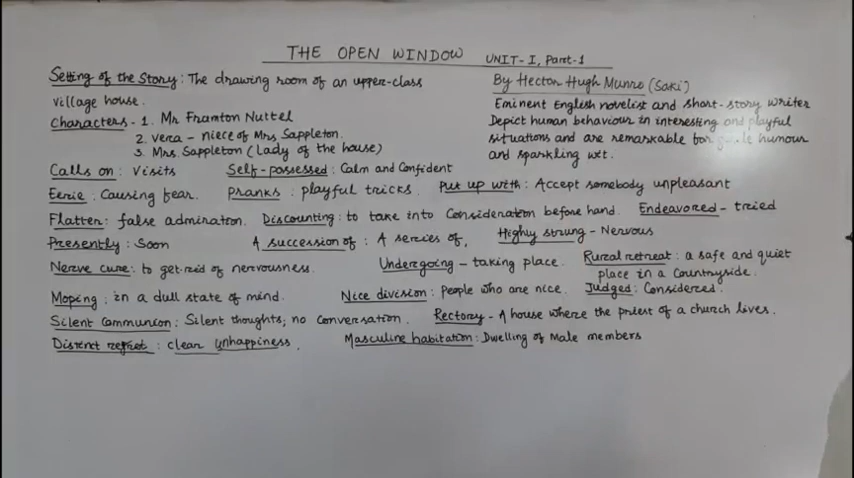 THE OPEN WINDOW UNIT-I, Part-1
Setting of the Story: The drawing room of an upper-class
village house.
By Hector Hugh Munro (Saki)
Eminent English novelist and short-story writer
Depict human behaviour in interesting and playful
situations and are remarkable for humour
and sparkling wit.
Characters - 1. Mr Framton Nuttel
2. Vera - niece of Mrs Sappleton.
3. Mrs. Sappleton (Lady of the house)
Calls on: Visits Self-possessed: Calm and Confident
Eerie: Causing fear. Pranks: playful tricks. Put up with: Accept somebody unpleasant
Flatter: false admiration. Discounting: to take into Consideration before hand. Endeavored - tried
Presently: Soon A succession of: A series of, Highly strung - Nervous
Nerve cure: to get rid of nervousness. Undergoing - taking place. Rural retreat: a safe and quiet
place in a Countryside.
Moping: in a dull state of mind. Nice division: people who are nice. Judged: Considered.
Silent Communion: Silent thoughts, no conversation. Rectory - A house where the priest of a church lives.
Distinct regret: clear unhappiness. Masculine habitation: Dwelling of Male members